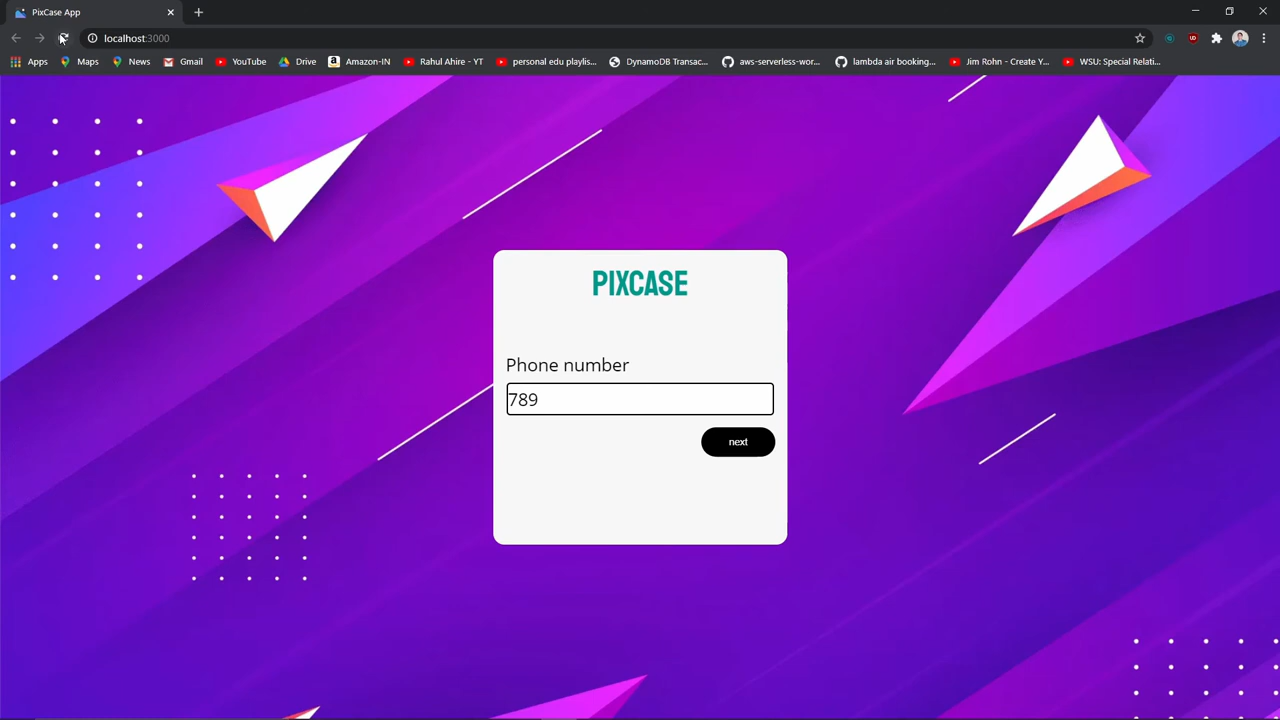 PixCase App
localhost:3000
Apps Maps News Gmail YouTube Drive Amazon-IN Rahul Ahire - YT personal edu playlis... DynamoDB Transac... aws-serverless-wor... lambda air booking... Jim Rohn - Create Y... WSU: Special Relati...
PIXCASE
Phone number
789
next